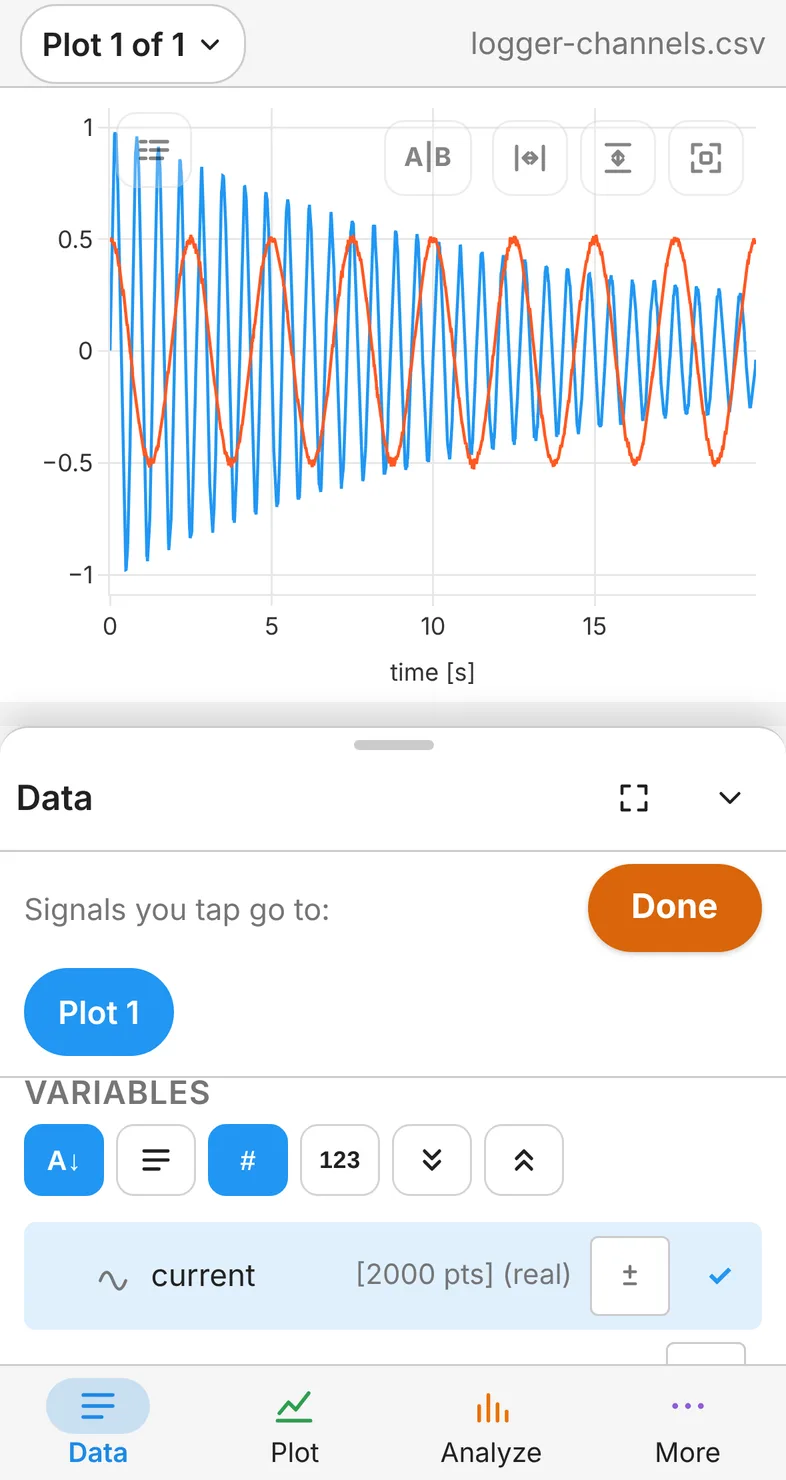 Plot 1 of 1
logger-channels.csv
A|B
1
0.5
0
−0.5
−1
0 5 10 15
time [s]
Data
Signals you tap go to:
Done
Plot 1
VARIABLES
A↓ # 123
current [2000 pts] (real) ±
Data Plot Analyze More